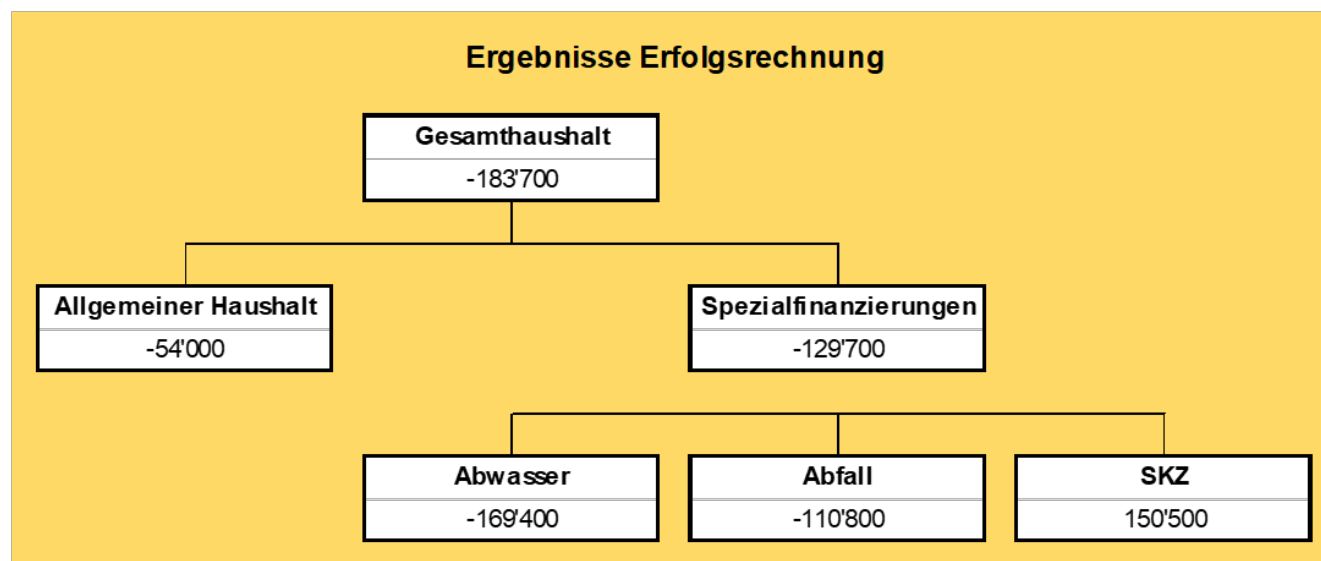 Ergebnisse Erfolgsrechnung
Gesamthaushalt
-183'700
Allgemeiner Haushalt
-54'000
Spezialfinanzierungen
-129'700
Abwasser
-169'400
Abfall
-110'800
SKZ
150'500